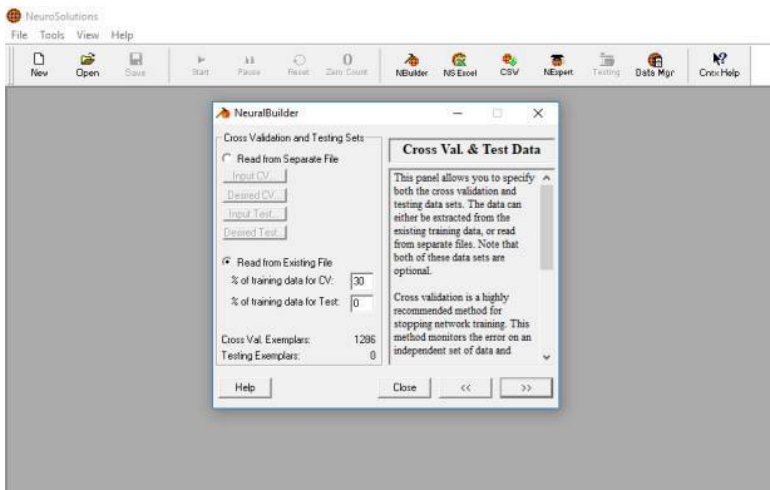 NeuroSolutions
File Tools View Help
New Open Save Start Pause Reset Zero Count NBuilder NS Excel CSV NExpert Testing Data Mgr Cntx Help
NeuralBuilder
Cross Validation and Testing Sets
Read from Separate File
Input CV...
Desired CV...
Input Test...
Desired Test...
Read from Existing File
% of training data for CV: 30
% of training data for Test: 0
Cross Val. Exemplars: 1286
Testing Exemplars: 0
Cross Val. & Test Data
This panel allows you to specify
both the cross validation and
testing data sets. The data can
either be extracted from the
existing training data, or read
from separate files. Note that
both of these data sets are
optional.
Cross validation is a highly
recommended method for
stopping network training. This
method monitors the error on an
independent set of data and
Help Close << >>